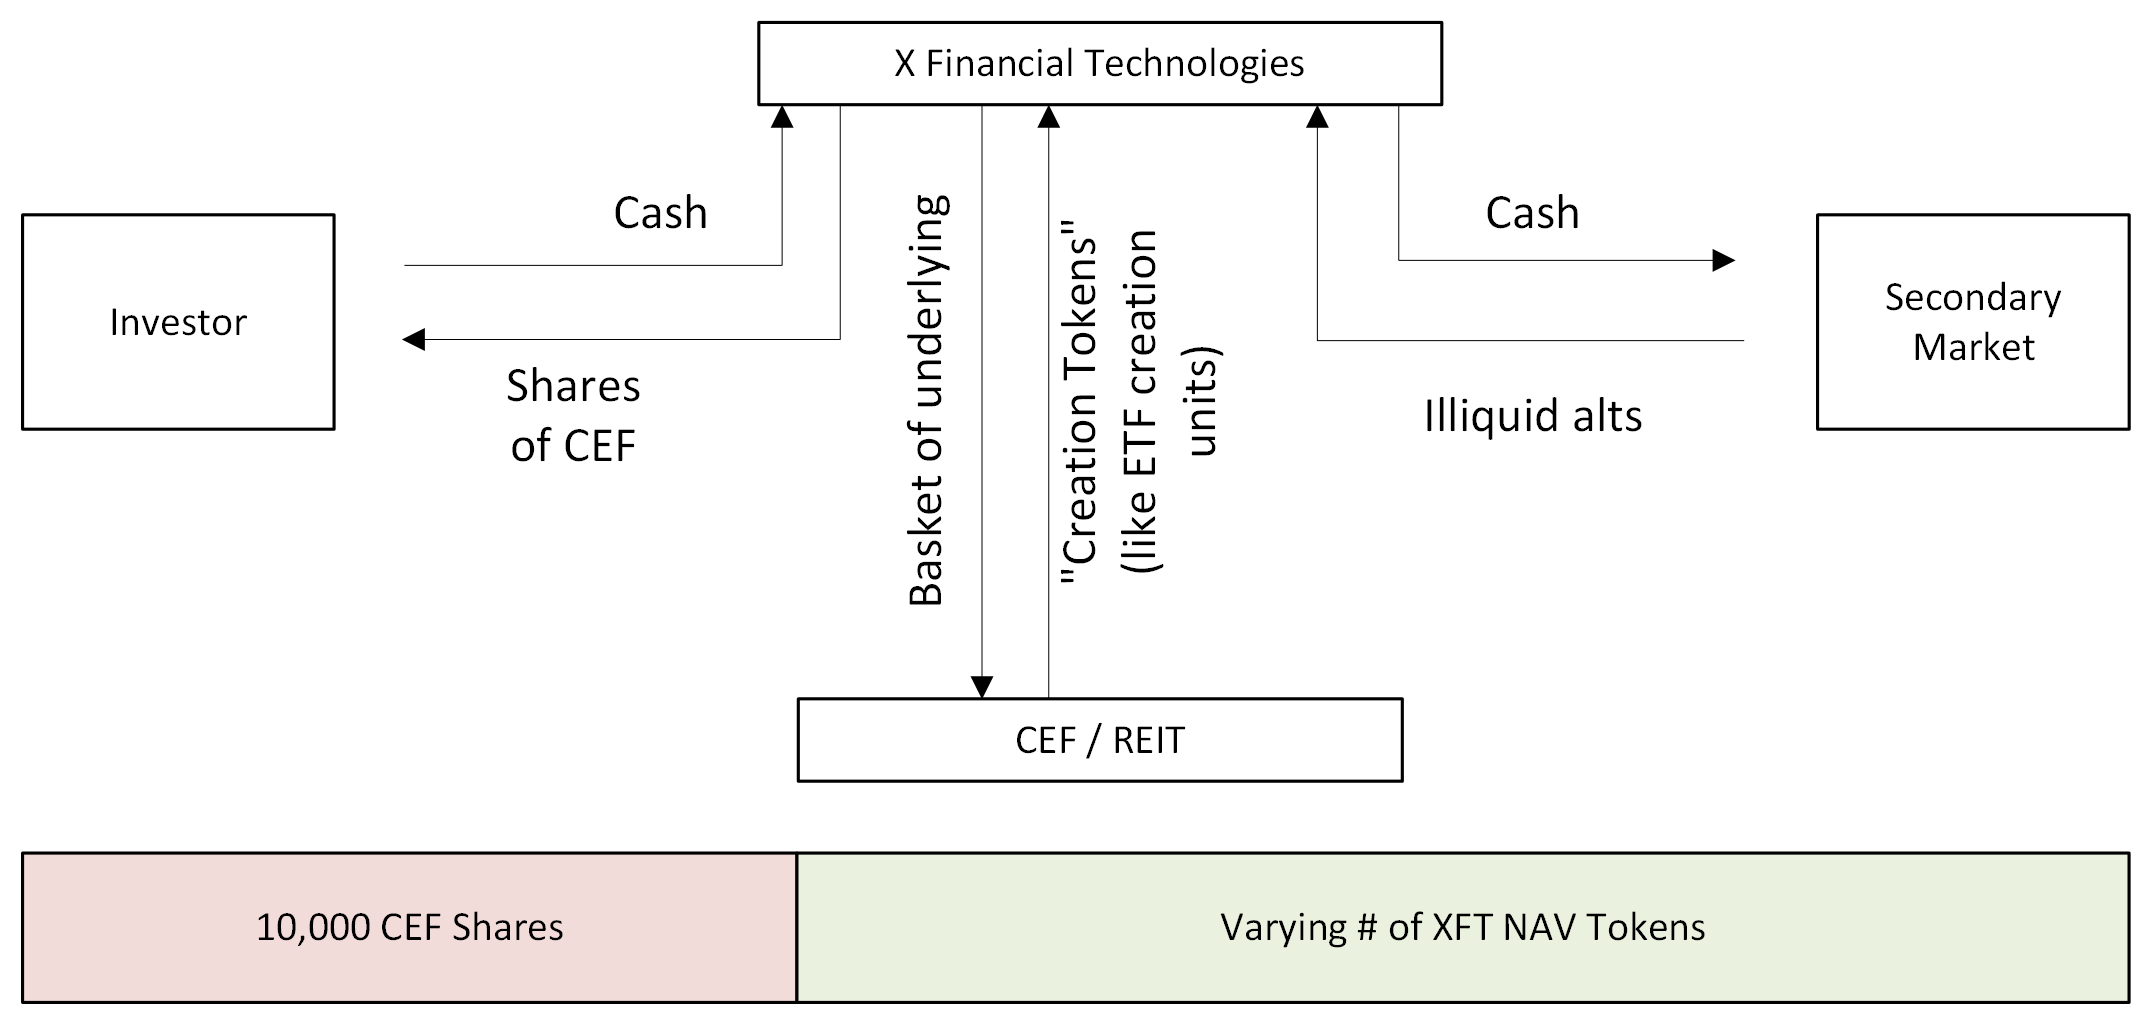 X Financial Technologies
Cash
Cash
Investor
Shares
of CEF
Basket of underlying
"Creation Tokens"
(like ETF creation
units)
Illiquid alts
Secondary
Market
CEF / REIT
10,000 CEF Shares
Varying # of XFT NAV Tokens